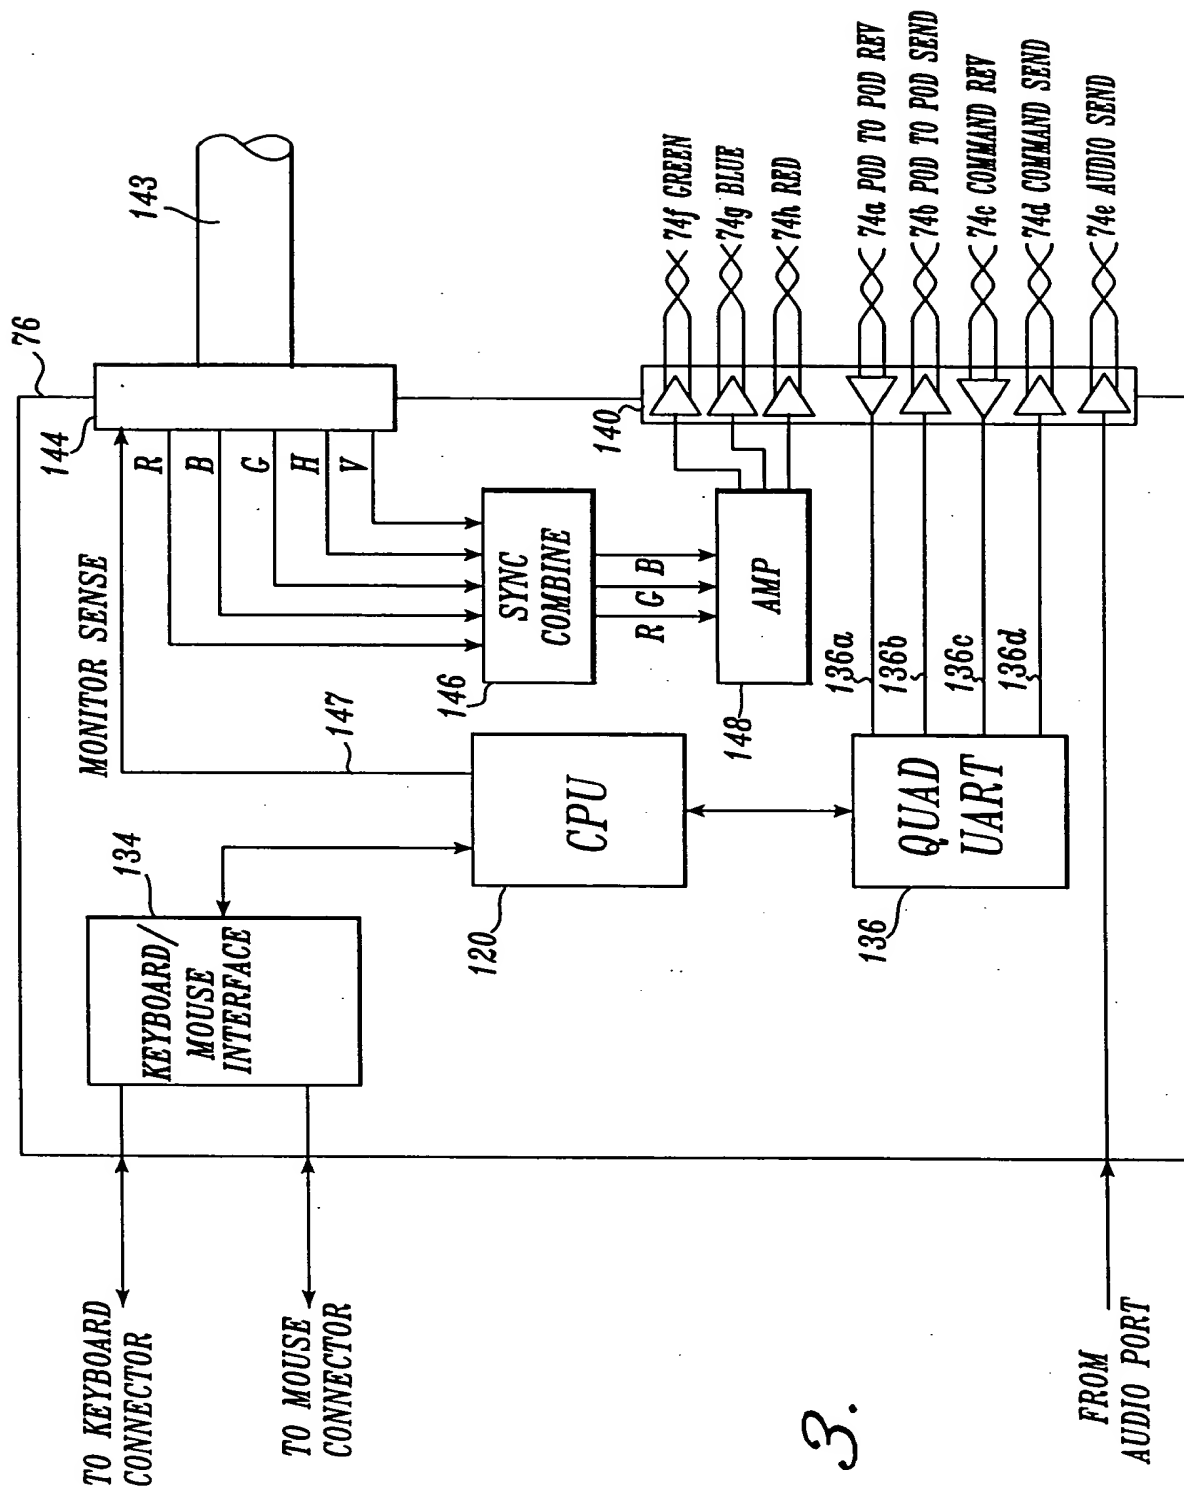 TO KEYBOARD
CONNECTOR
TO MOUSE
CONNECTOR
FROM
AUDIO PORT
134
KEYBOARD/
MOUSE
INTERFACE
MONITOR SENSE
147
120
CPU
136
QUAD
UART
144
76
143
R
B
G
H
V
146
SYNC
COMBINE
R
G
B
148
AMP
136a
136b
136c
136d
140
74f GREEN
74g BLUE
74h RED
74a POD TO POD REV
74b POD TO POD SEND
74c COMMAND REV
74d COMMAND SEND
74e AUDIO SEND
3.